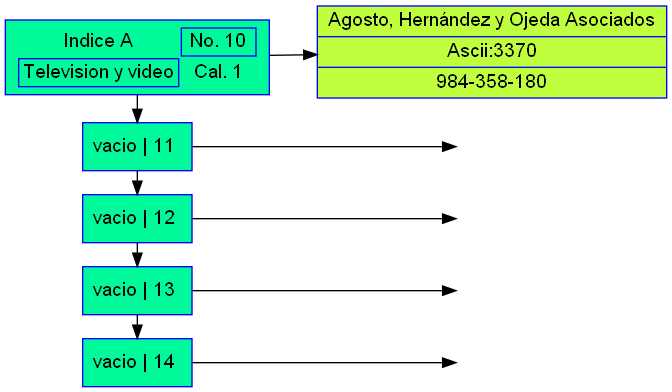 Indice A
No. 10
Television y video
Cal. 1
Agosto, Hernández y Ojeda Asociados
Ascii:3370
984-358-180
vacio | 11
vacio | 12
vacio | 13
vacio | 14